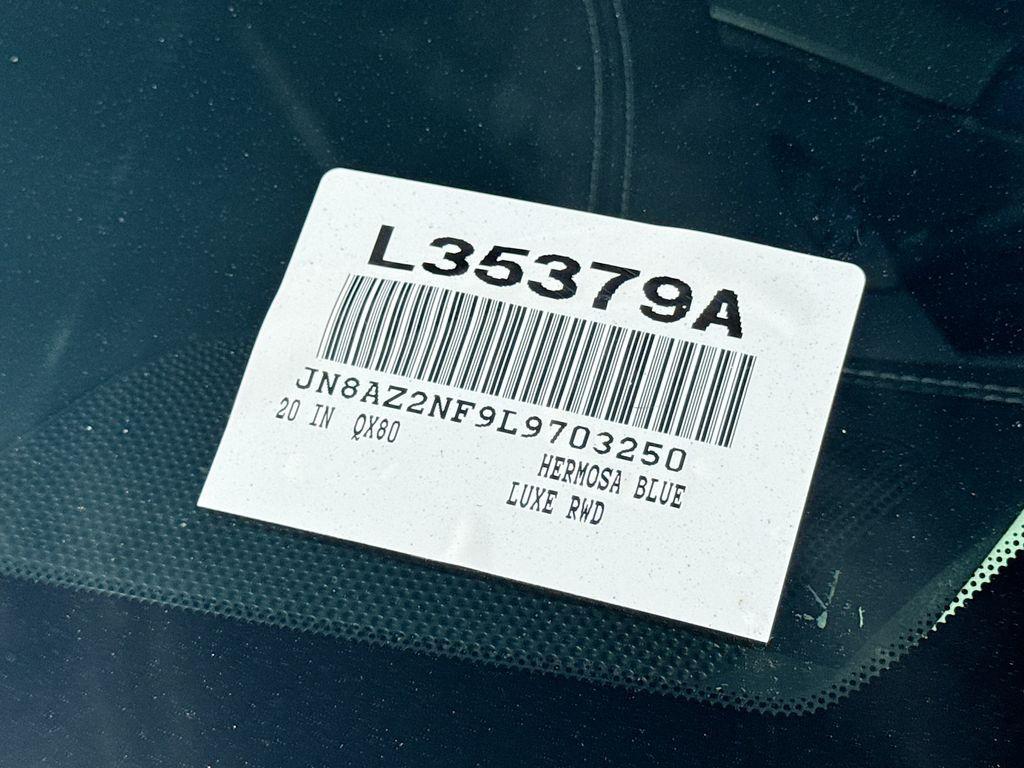 L35379A
JN8AZ2NF9L9703250
20 IN QX80
HERMOSA BLUE
LUXE RWD